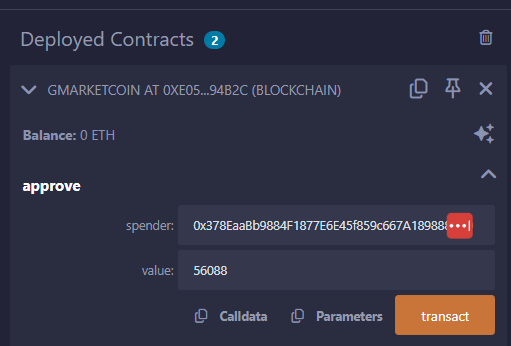 Deployed Contracts 2
GMARKETCOIN AT 0XE05...94B2C (BLOCKCHAIN)
Balance: 0 ETH
approve
spender: 0x378EaaBb9884F1877E6E45f859c667A18988
value: 56088
Calldata Parameters transact